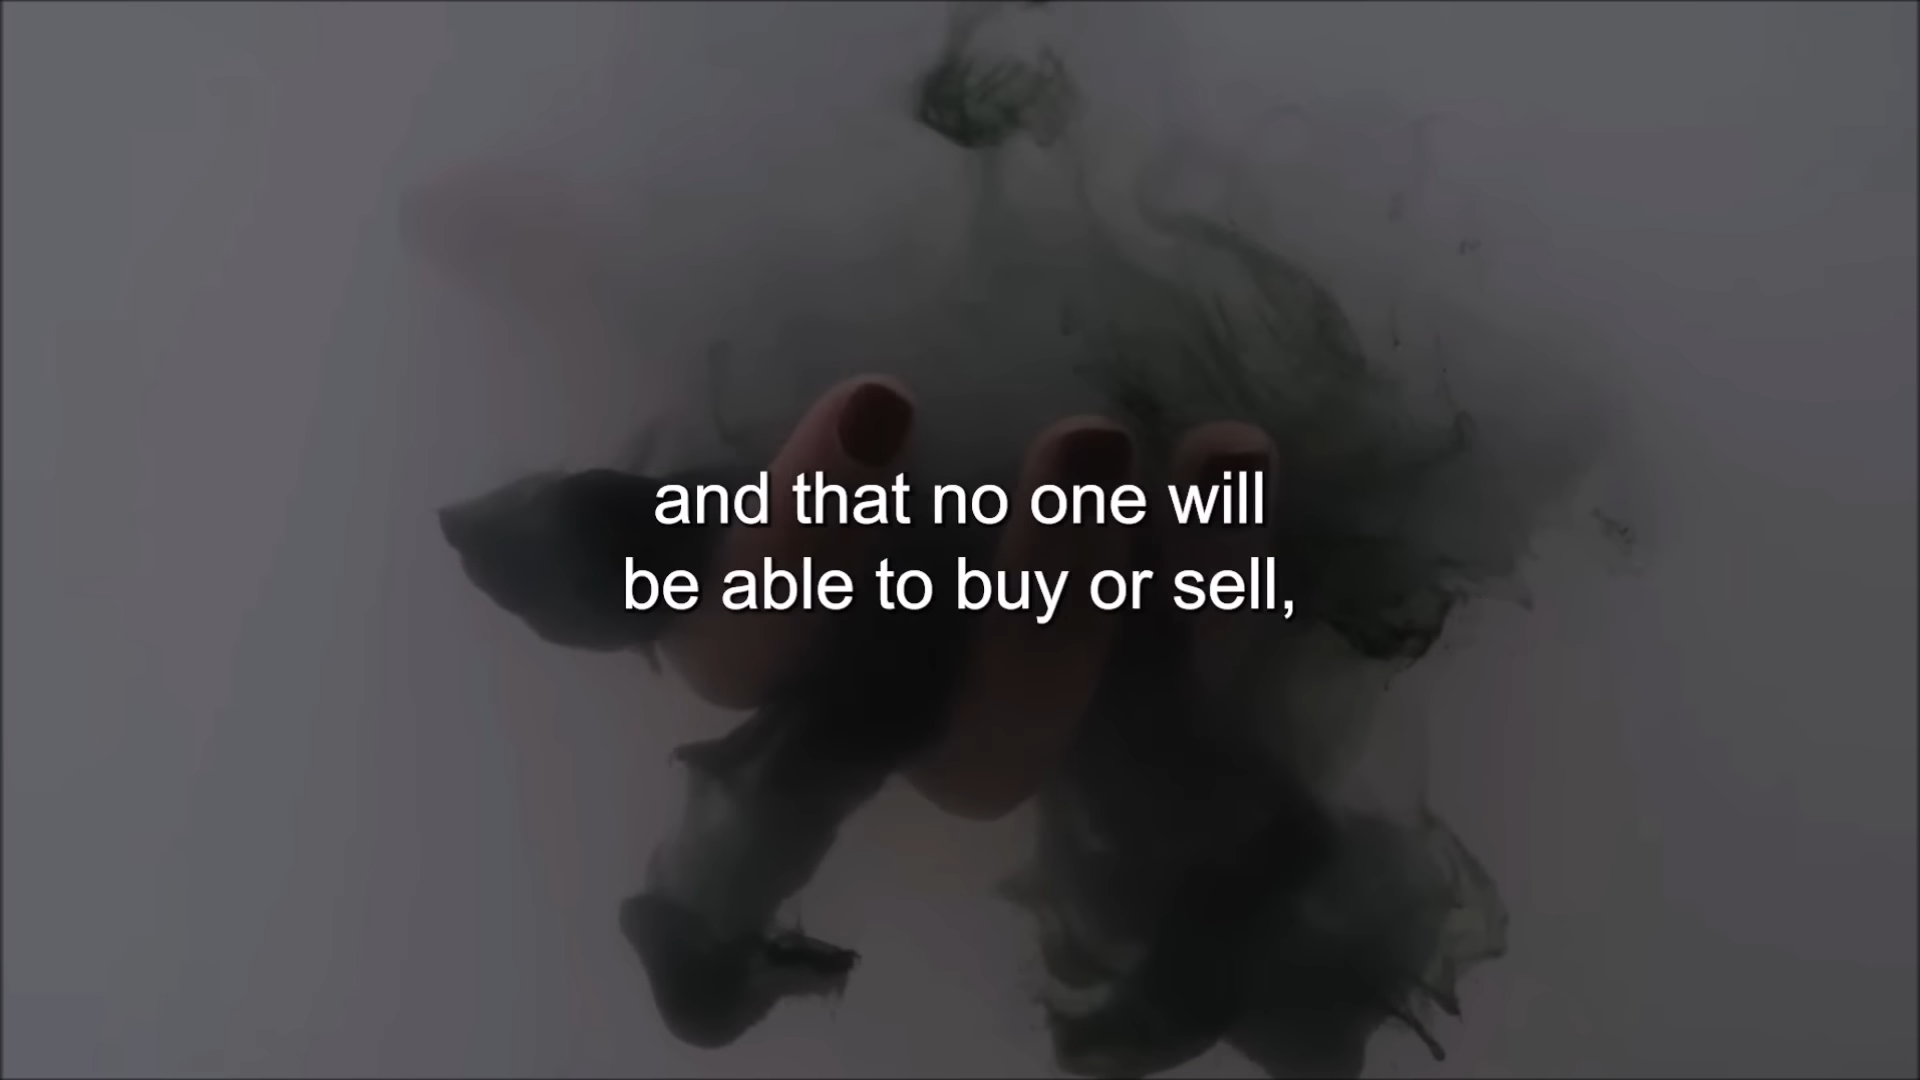 and that no one will
be able to buy or sell,